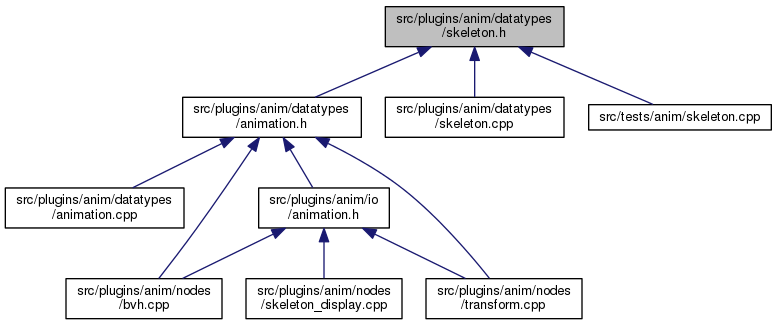 src/plugins/anim/datatypes
/skeleton.h
src/plugins/anim/datatypes
/animation.h
src/plugins/anim/datatypes
/skeleton.cpp
src/tests/anim/skeleton.cpp
src/plugins/anim/datatypes
/animation.cpp
src/plugins/anim/io
/animation.h
src/plugins/anim/nodes
/bvh.cpp
src/plugins/anim/nodes
/skeleton_display.cpp
src/plugins/anim/nodes
/transform.cpp